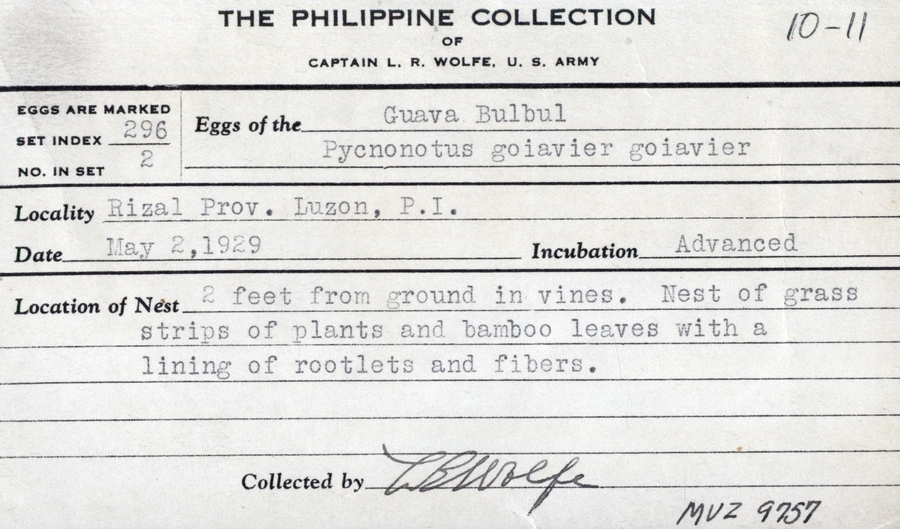 THE PHILIPPINE COLLECTION
OF
CAPTAIN L. R. WOLFE, U. S. ARMY
10-11
EGGS ARE MARKED
SET INDEX 296
NO. IN SET 2
Eggs of the Guava Bulbul
Pycnonotus goiavier goiavier
Locality Rizal Prov. Luzon, P.I.
Date May 2,1929 Incubation Advanced
Location of Nest 2 feet from ground in vines. Nest of grass
strips of plants and bamboo leaves with a
lining of rootlets and fibers.
Collected by LRWolfe
MVZ 9757